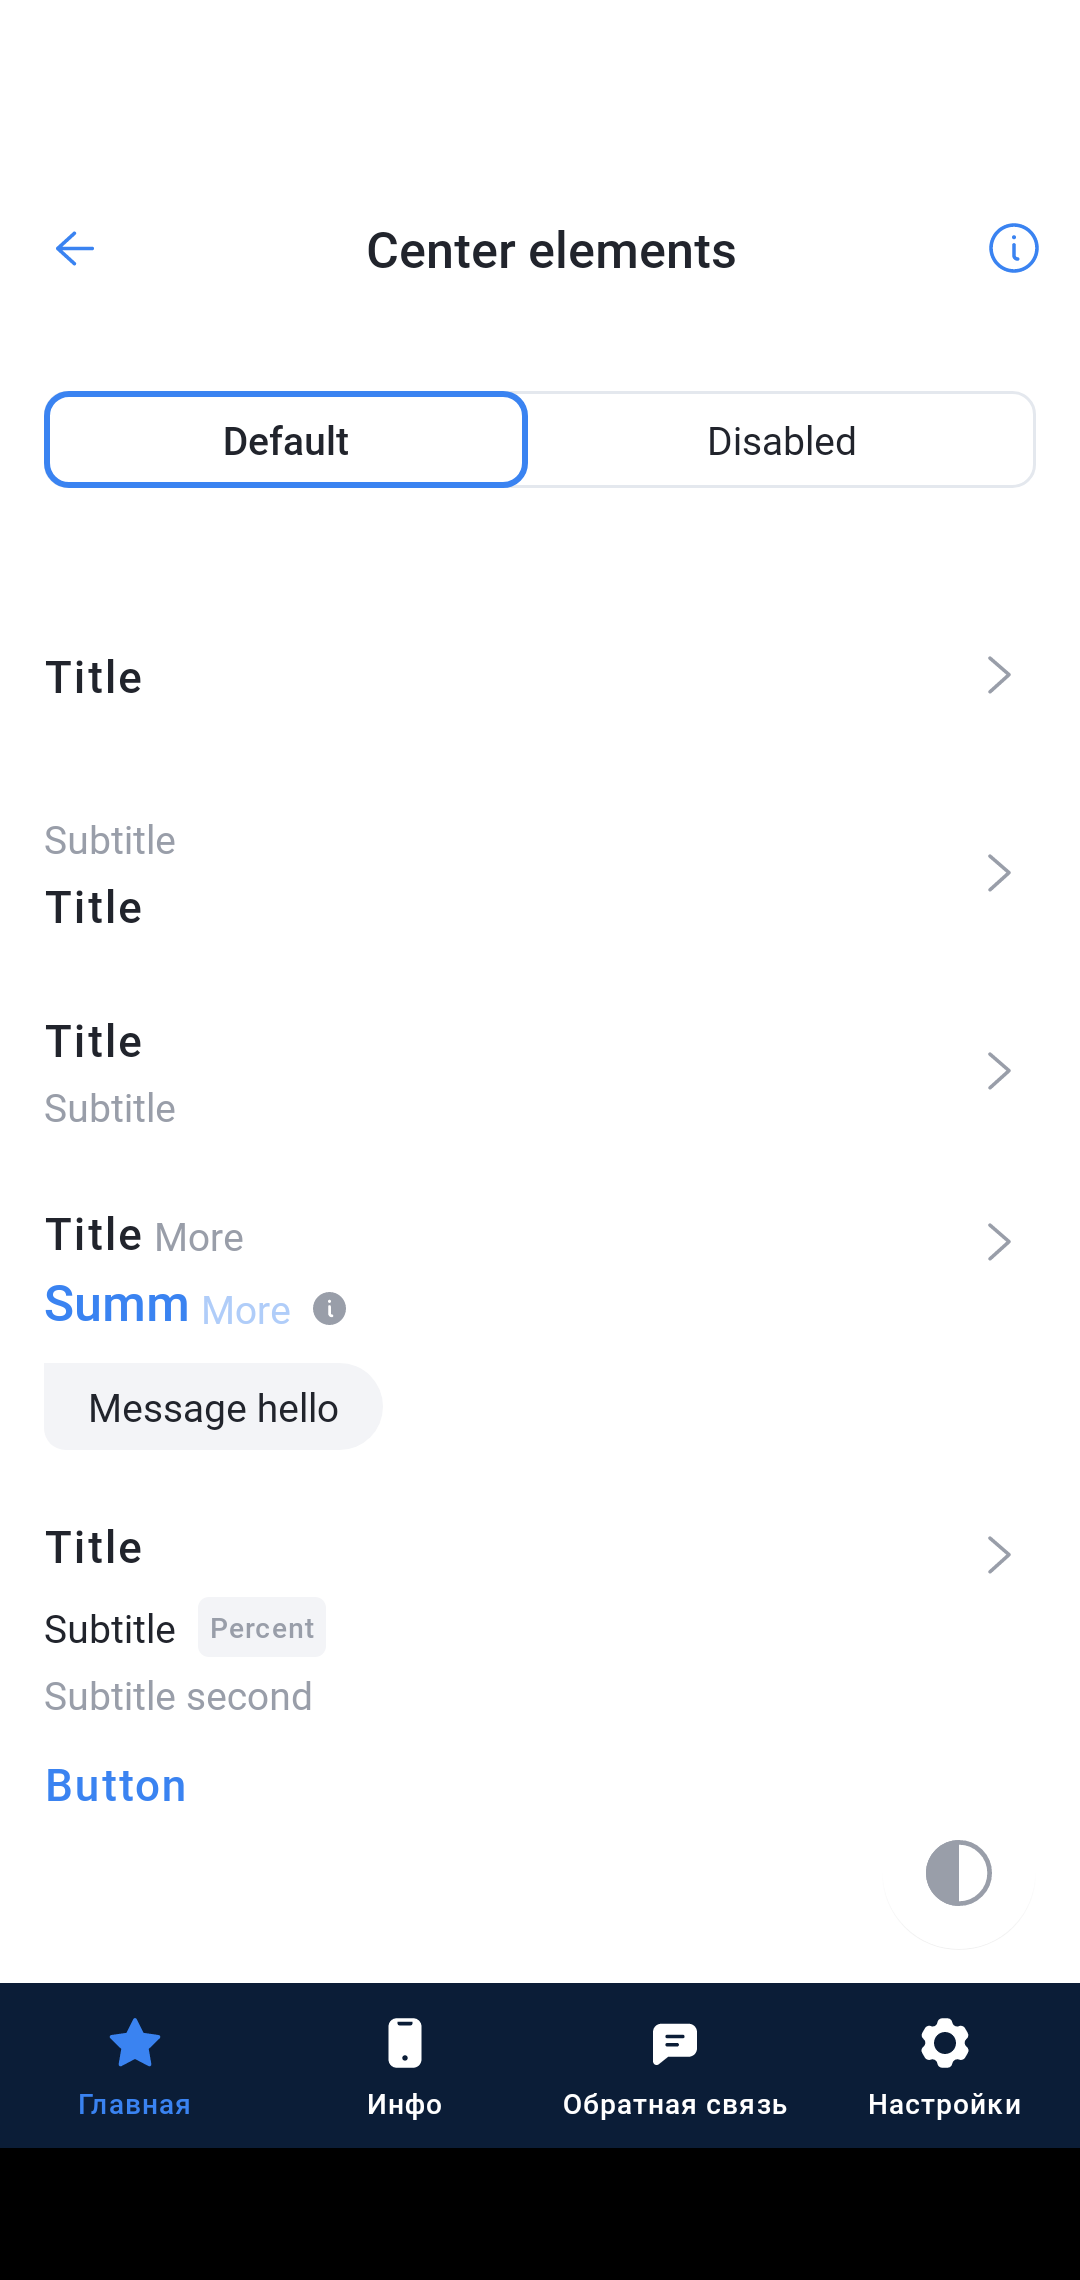 Center elements
Default Disabled
Title
Subtitle
Title
Title
Subtitle
Title More
Summ More
Message hello
Title
Subtitle Percent
Subtitle second
Button
Главная Инфо Обратная связь Настройки